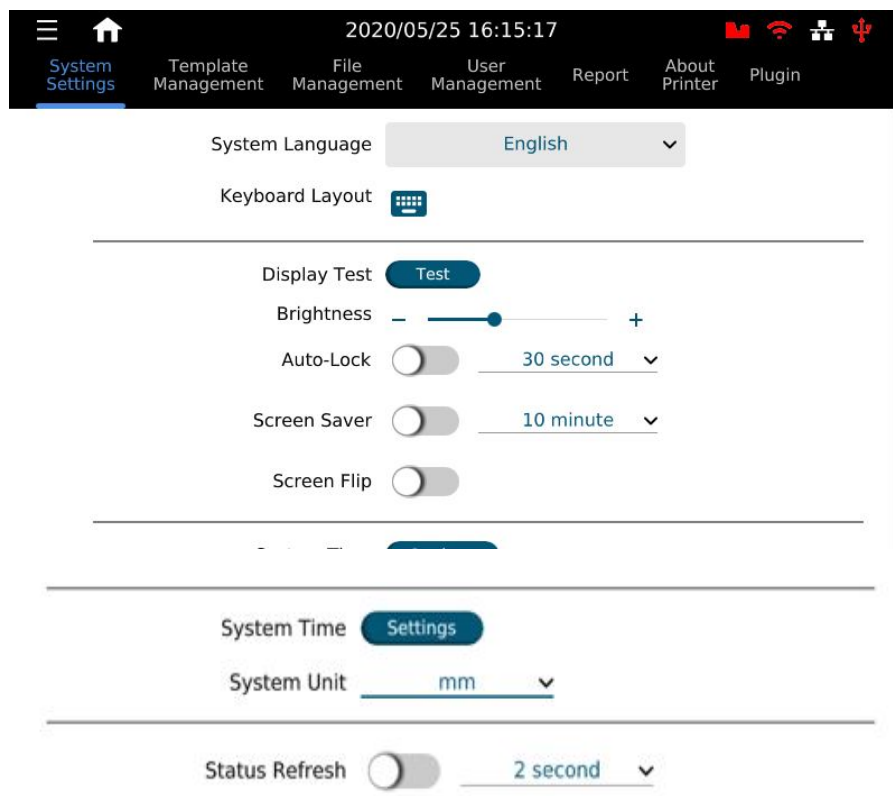 2020/05/25 16:15:17
System Settings
Template Management
File Management
User Management
Report
About Printer
Plugin
System Language English
Keyboard Layout
Display Test Test
Brightness − +
Auto-Lock 30 second
Screen Saver 10 minute
Screen Flip
System Time Settings
System Unit mm
Status Refresh 2 second